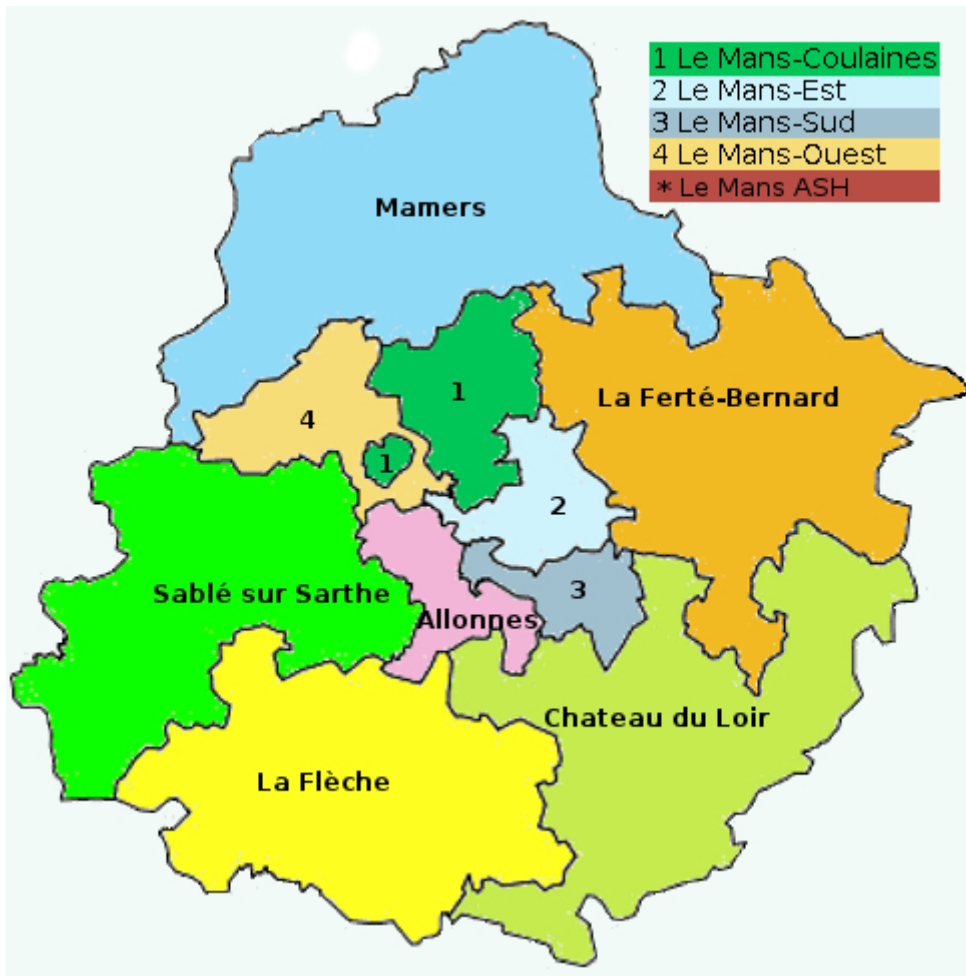 1 Le Mans-Coulaines
2 Le Mans-Est
3 Le Mans-Sud
4 Le Mans-Ouest
* Le Mans ASH
Mamers
La Ferté-Bernard
1
4
1
2
3
Sablé sur Sarthe
Allonnes
Chateau du Loir
La Flèche